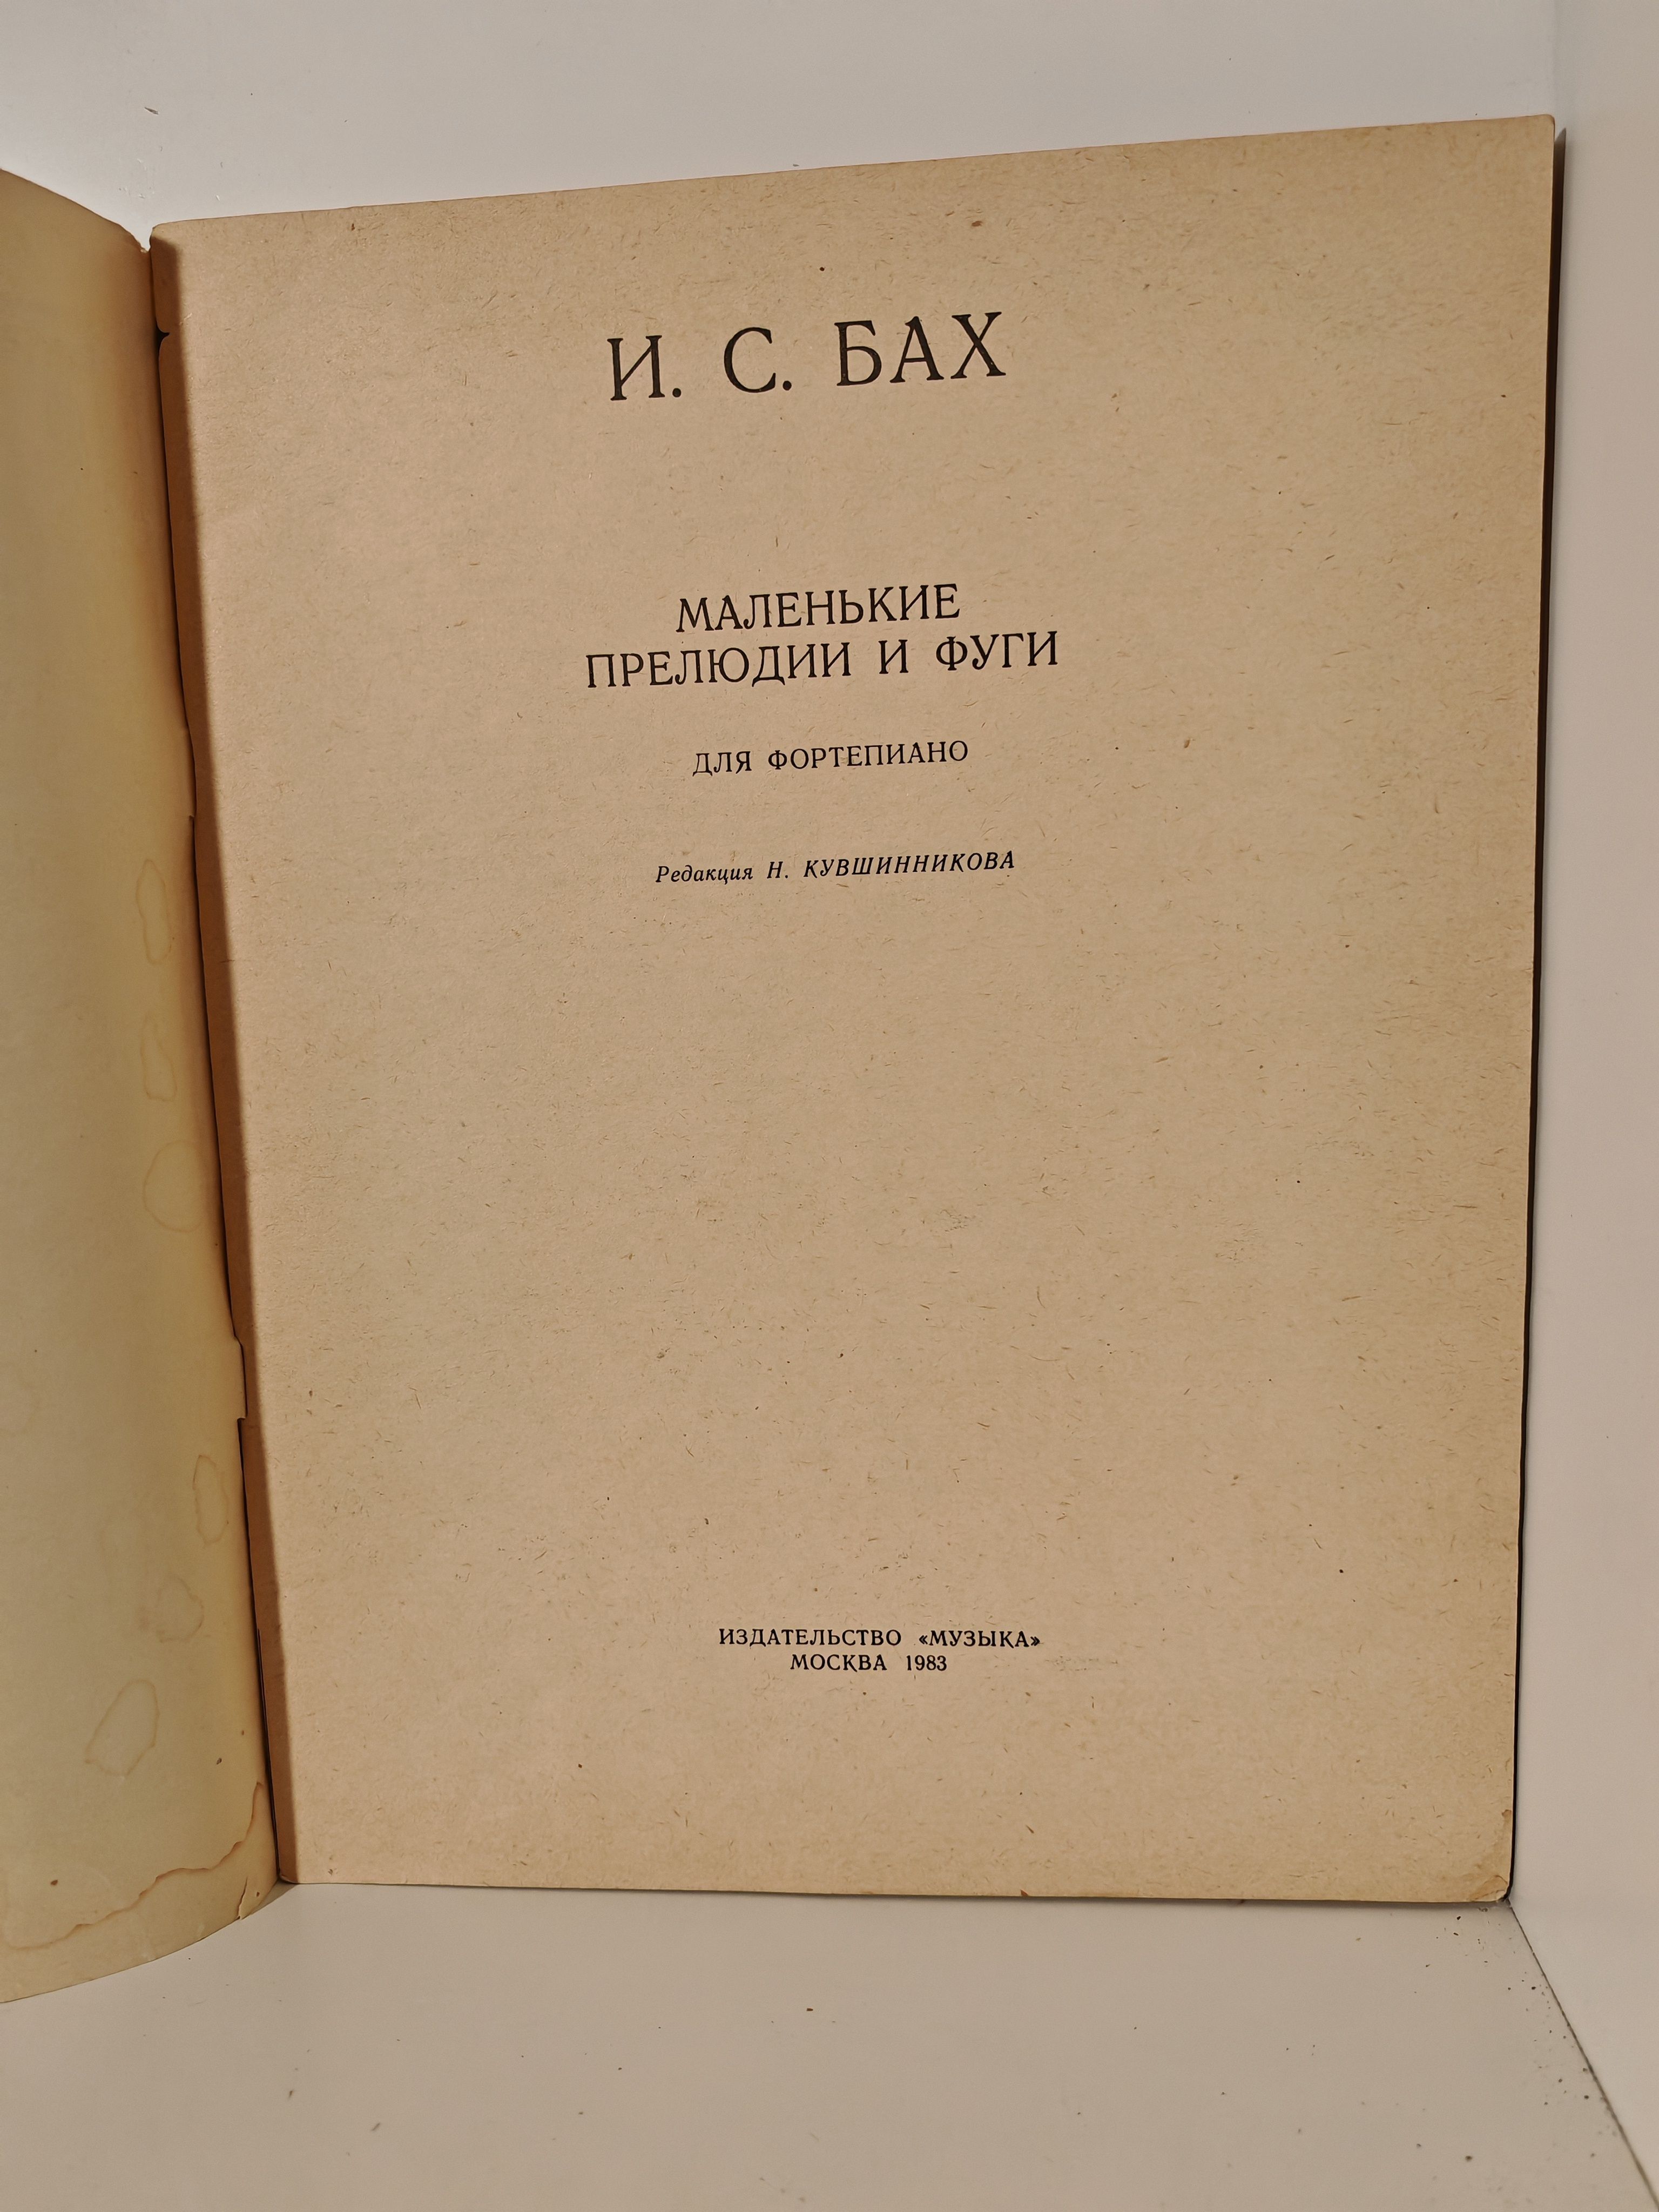 И. С. БАХ
МАЛЕНЬКИЕ
ПРЕЛЮДИИ И ФУГИ
ДЛЯ ФОРТЕПИАНО
Редакция Н. КУВШИННИКОВА
ИЗДАТЕЛЬСТВО «МУЗЫКА»
МОСКВА 1983